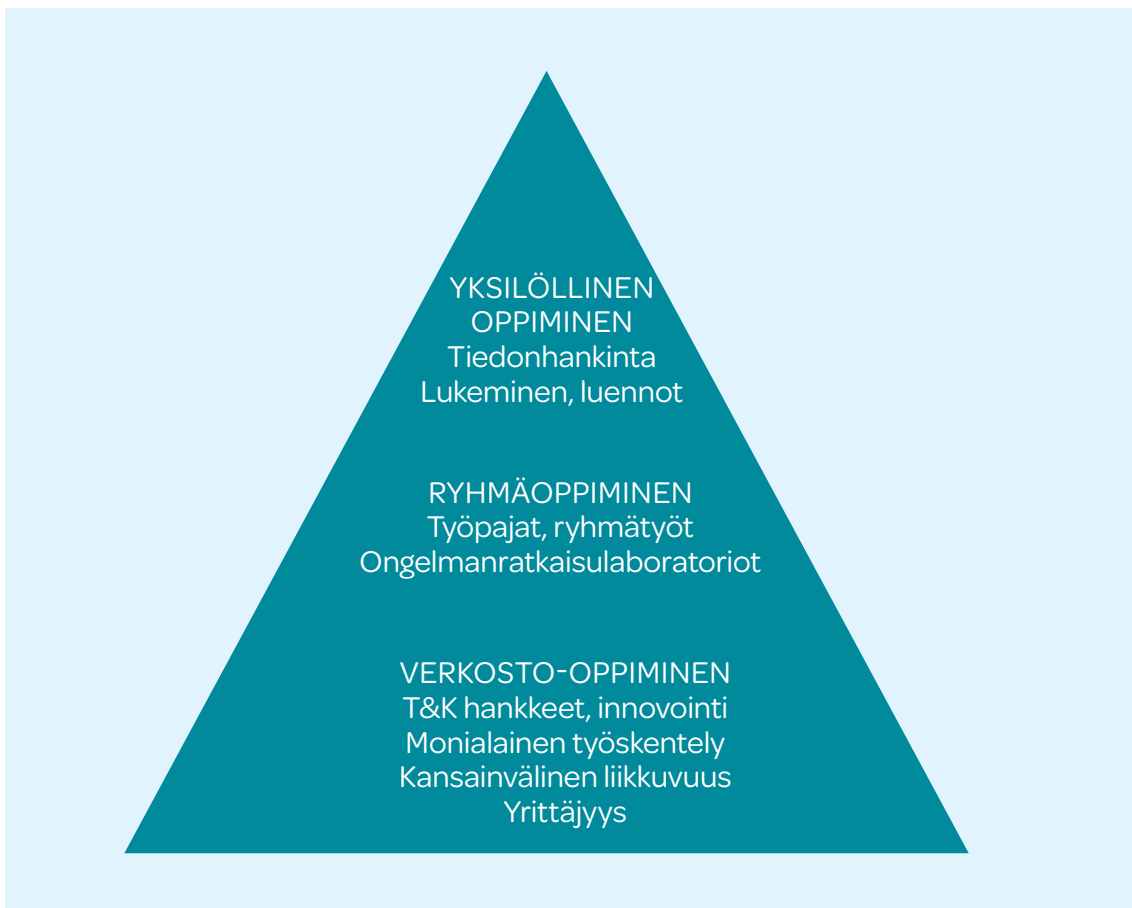 YKSILÖLLINEN
OPPIMINEN
Tiedonhankinta
Lukeminen, luennot
RYHMÄOPPIMINEN
Työpajat, ryhmätyöt
Ongelmanratkaisulaboratoriot
VERKOSTO-OPPIMINEN
T&K hankkeet, innovointi
Monialainen työskentely
Kansainvälinen liikkuvuus
Yrittäjyys